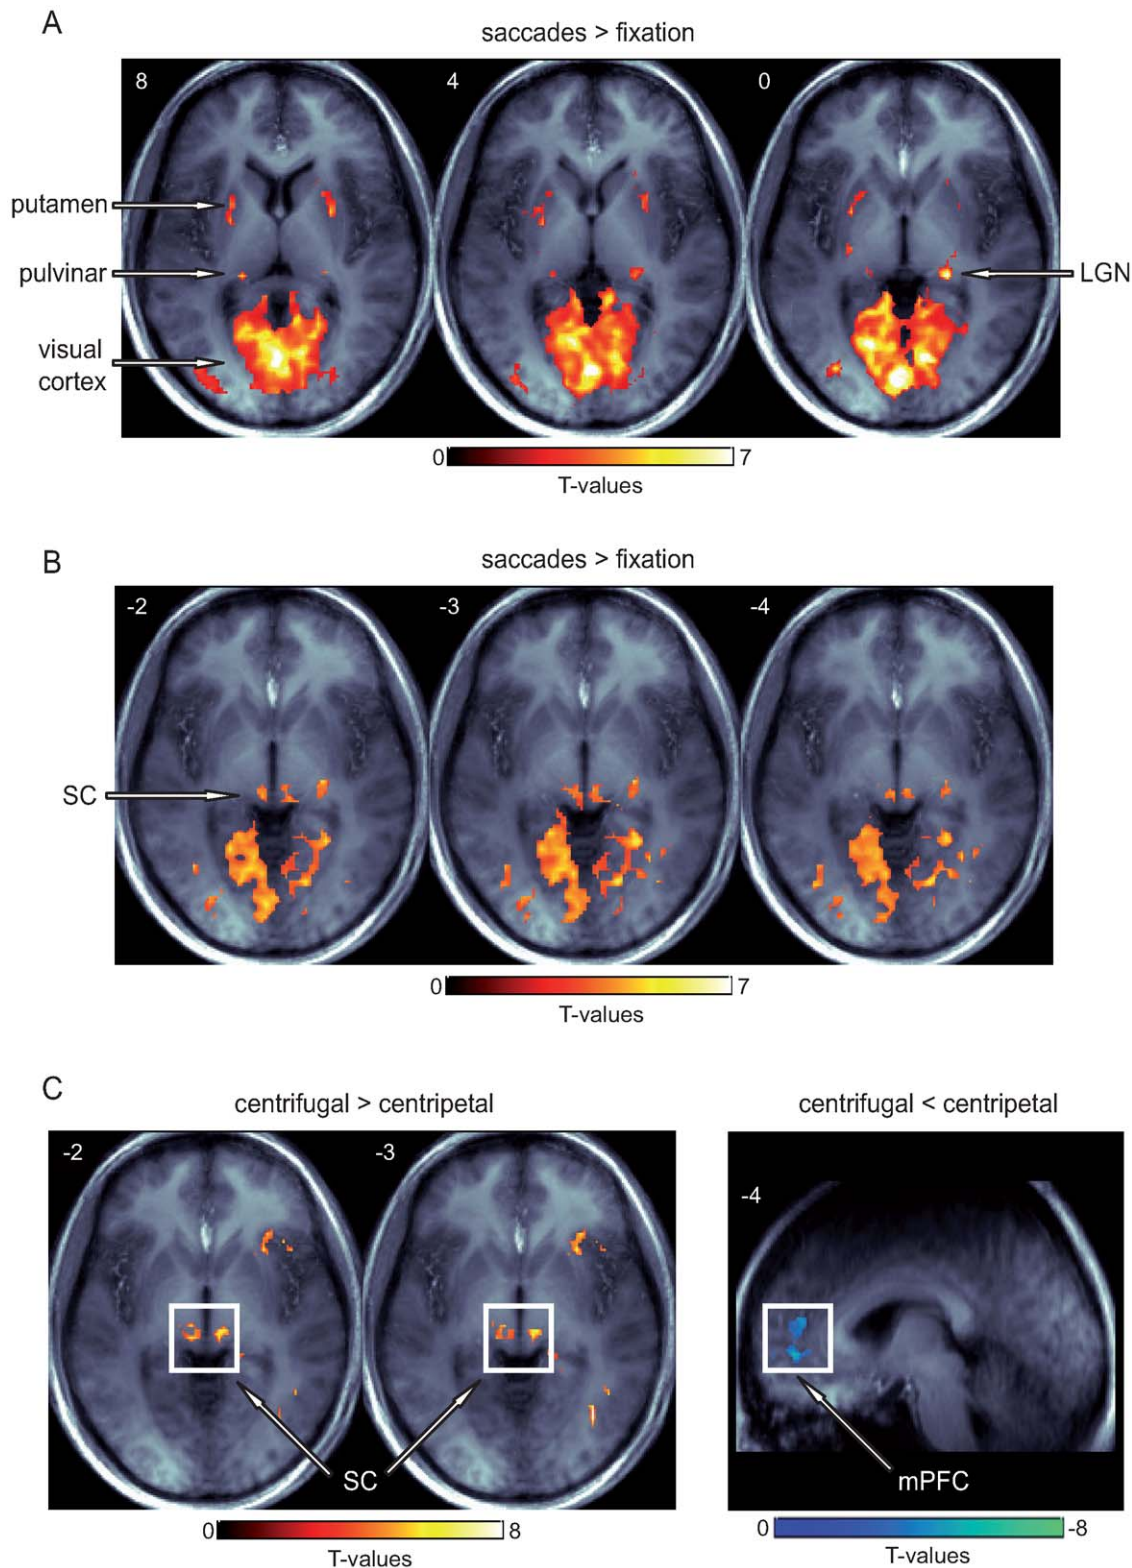 A
saccades > fixation
8
4
0
putamen
pulvinar
LGN
visual
cortex
0
7
T-values
B
saccades > fixation
-2
-3
-4
SC
0
7
T-values
C
centrifugal > centripetal
centrifugal < centripetal
-2
-3
-4
SC
mPFC
0
8
T-values
0
-8
T-values